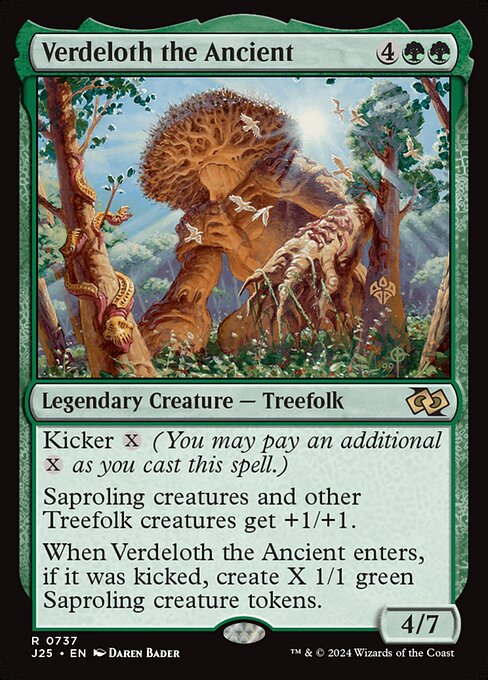 Verdeloth the Ancient 4
Legendary Creature — Treefolk
Kicker X (You may pay an additional
X as you cast this spell.)
Saproling creatures and other
Treefolk creatures get +1/+1.
When Verdeloth the Ancient enters,
if it was kicked, create X 1/1 green
Saproling creature tokens.
4/7
R 0737
J25 • EN DAREN BADER
™ & © 2024 Wizards of the Coast